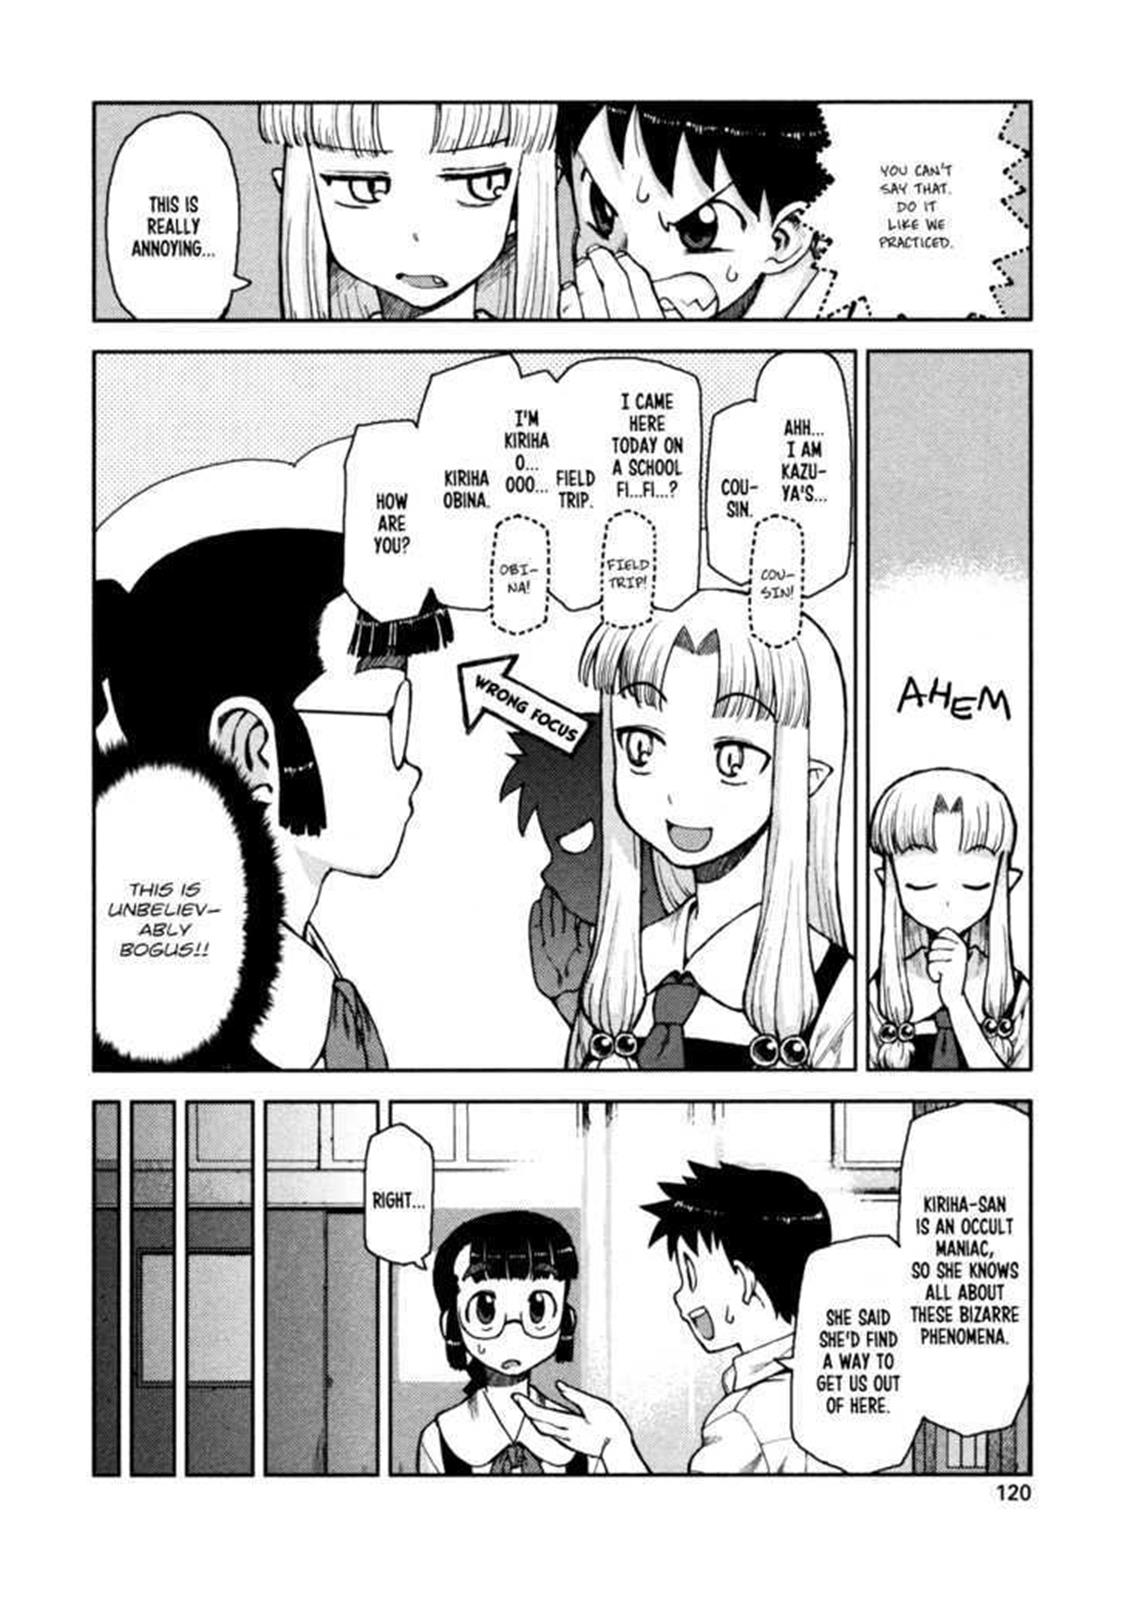 YOU CAN'T
SAY THAT.
DO IT
LIKE WE
PRACTICED.
THIS IS
REALLY
ANNOYING...
AHEM
AHH...
I AM
KAZU-
YA'S...
COU-
SIN!
COU-
SIN.
I CAME
HERE
TODAY ON
A SCHOOL
FI...FI...?
FIELD
TRIP!
FIELD
TRIP.
I'M
KIRIHA
O...
OOO...
OBI-
NA!
KIRIHA
OBINA.
HOW
ARE
YOU?
WRONG FOCUS
THIS IS
UNBELIEV-
ABLY
BOGUS!!
KIRIHA-SAN
IS AN OCCULT
MANIAC,
SO SHE KNOWS
ALL ABOUT
THESE BIZARRE
PHENOMENA.
SHE SAID
SHE'D FIND
A WAY TO
GET US OUT
OF HERE.
RIGHT...
120